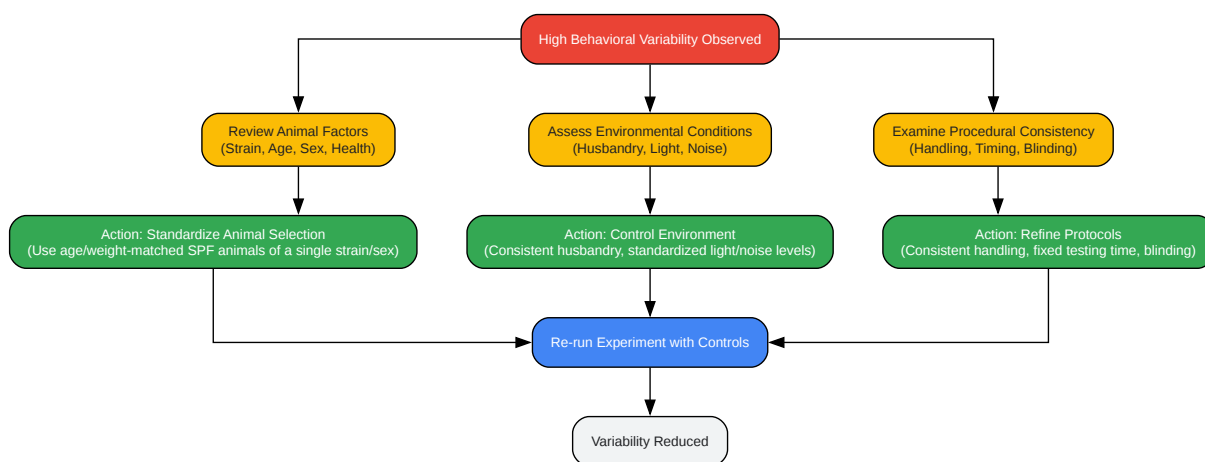 High Behavioral Variability Observed
Review Animal Factors
(Strain, Age, Sex, Health)
Assess Environmental Conditions
(Husbandry, Light, Noise)
Examine Procedural Consistency
(Handling, Timing, Blinding)
Action: Standardize Animal Selection
(Use age/weight-matched SPF animals of a single strain/sex)
Action: Control Environment
(Consistent husbandry, standardized light/noise levels)
Action: Refine Protocols
(Consistent handling, fixed testing time, blinding)
Re-run Experiment with Controls
Variability Reduced